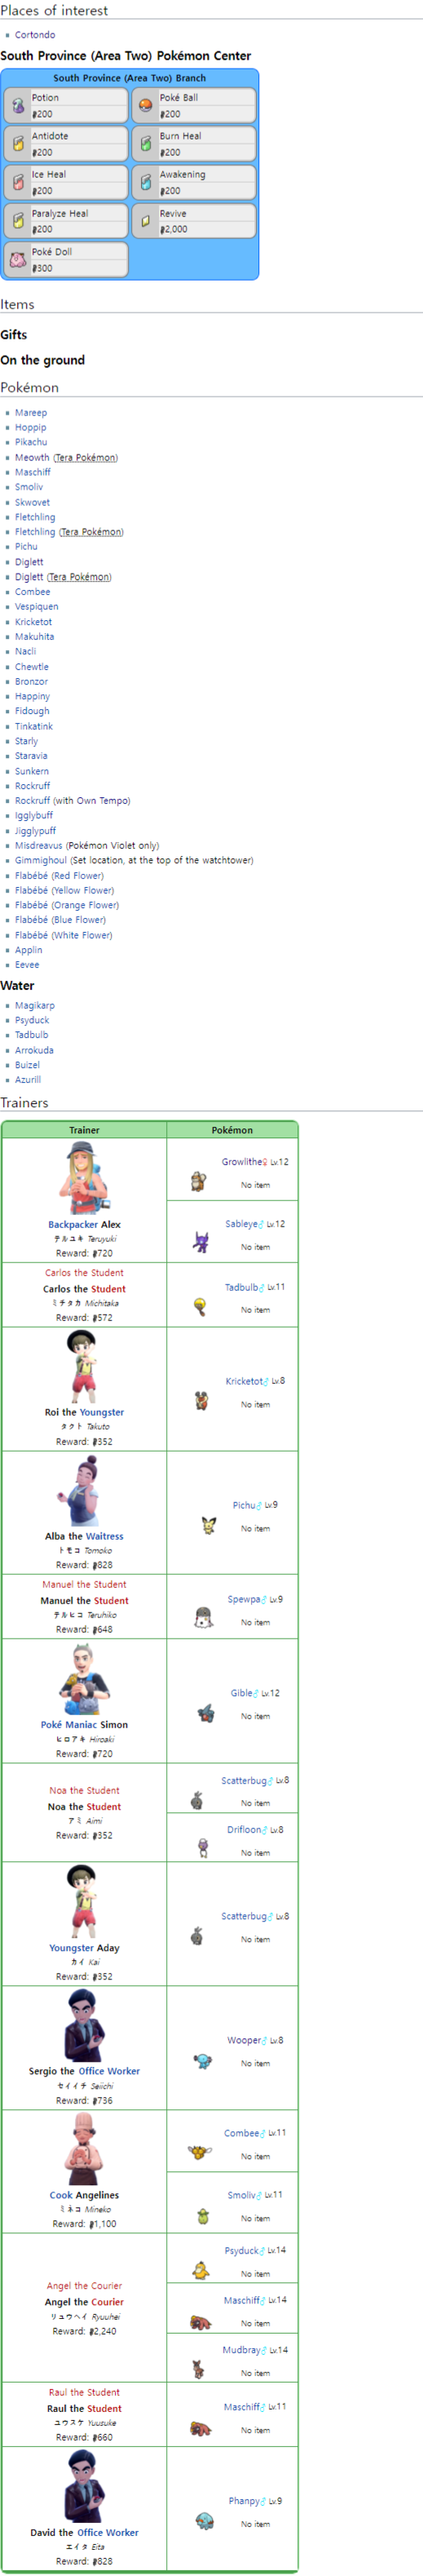 Places of interest
Cortondo
South Province (Area Two) Pokémon Center
South Province (Area Two) Branch
Potion
200
Poké Ball
200
Antidote
200
Burn Heal
200
Ice Heal
200
Awakening
200
Paralyze Heal
200
Revive
2,000
Poké Doll
300
Items
Gifts
On the ground
Pokémon
Mareep
Hoppip
Pikachu
Meowth (Tera Pokémon)
Maschiff
Smoliv
Skwovet
Fletchling
Fletchling (Tera Pokémon)
Pichu
Diglett
Diglett (Tera Pokémon)
Combee
Vespiquen
Kricketot
Makuhita
Nacli
Chewtle
Bronzor
Happiny
Fidough
Tinkatink
Starly
Staravia
Sunkern
Rockruff
Rockruff (with Own Tempo)
Igglybuff
Jigglypuff
Misdreavus (Pokémon Violet only)
Gimmighoul (Set location, at the top of the watchtower)
Flabébé (Red Flower)
Flabébé (Yellow Flower)
Flabébé (Orange Flower)
Flabébé (Blue Flower)
Flabébé (White Flower)
Applin
Eevee
Water
Magikarp
Psyduck
Tadbulb
Arrokuda
Buizel
Azurill
Trainers
Trainer Pokémon
Backpacker Alex
テルユキ Teruyuki
Reward: 720
Growlithe♀ Lv.12
No item
Sableye♂ Lv.12
No item
Carlos the Student
Carlos the Student
ミチタカ Michitaka
Reward: 572
Tadbulb♂ Lv.11
No item
Roi the Youngster
タクト Takuto
Reward: 352
Kricketot♂ Lv.8
No item
Alba the Waitress
トモコ Tomoko
Reward: 828
Pichu♂ Lv.9
No item
Manuel the Student
Manuel the Student
テルヒコ Teruhiko
Reward: 648
Spewpa♂ Lv.9
No item
Poké Maniac Simon
ヒロアキ Hiroaki
Reward: 720
Gible♂ Lv.12
No item
Noa the Student
Noa the Student
アミ Aimi
Reward: 352
Scatterbug♂ Lv.8
No item
Drifloon♂ Lv.8
No item
Youngster Aday
カイ Kai
Reward: 352
Scatterbug♂ Lv.8
No item
Sergio the Office Worker
セイイチ Seiichi
Reward: 736
Wooper♂ Lv.8
No item
Cook Angelines
ミネコ Mineko
Reward: 1,100
Combee♂ Lv.11
No item
Smoliv♂ Lv.11
No item
Angel the Courier
Angel the Courier
リュウヘイ Ryuuhei
Reward: 2,240
Psyduck♂ Lv.14
No item
Maschiff♂ Lv.14
No item
Mudbray♂ Lv.14
No item
Raul the Student
Raul the Student
ユウスケ Yuusuke
Reward: 660
Maschiff♂ Lv.11
No item
David the Office Worker
エイタ Eita
Reward: 828
Phanpy♂ Lv.9
No item